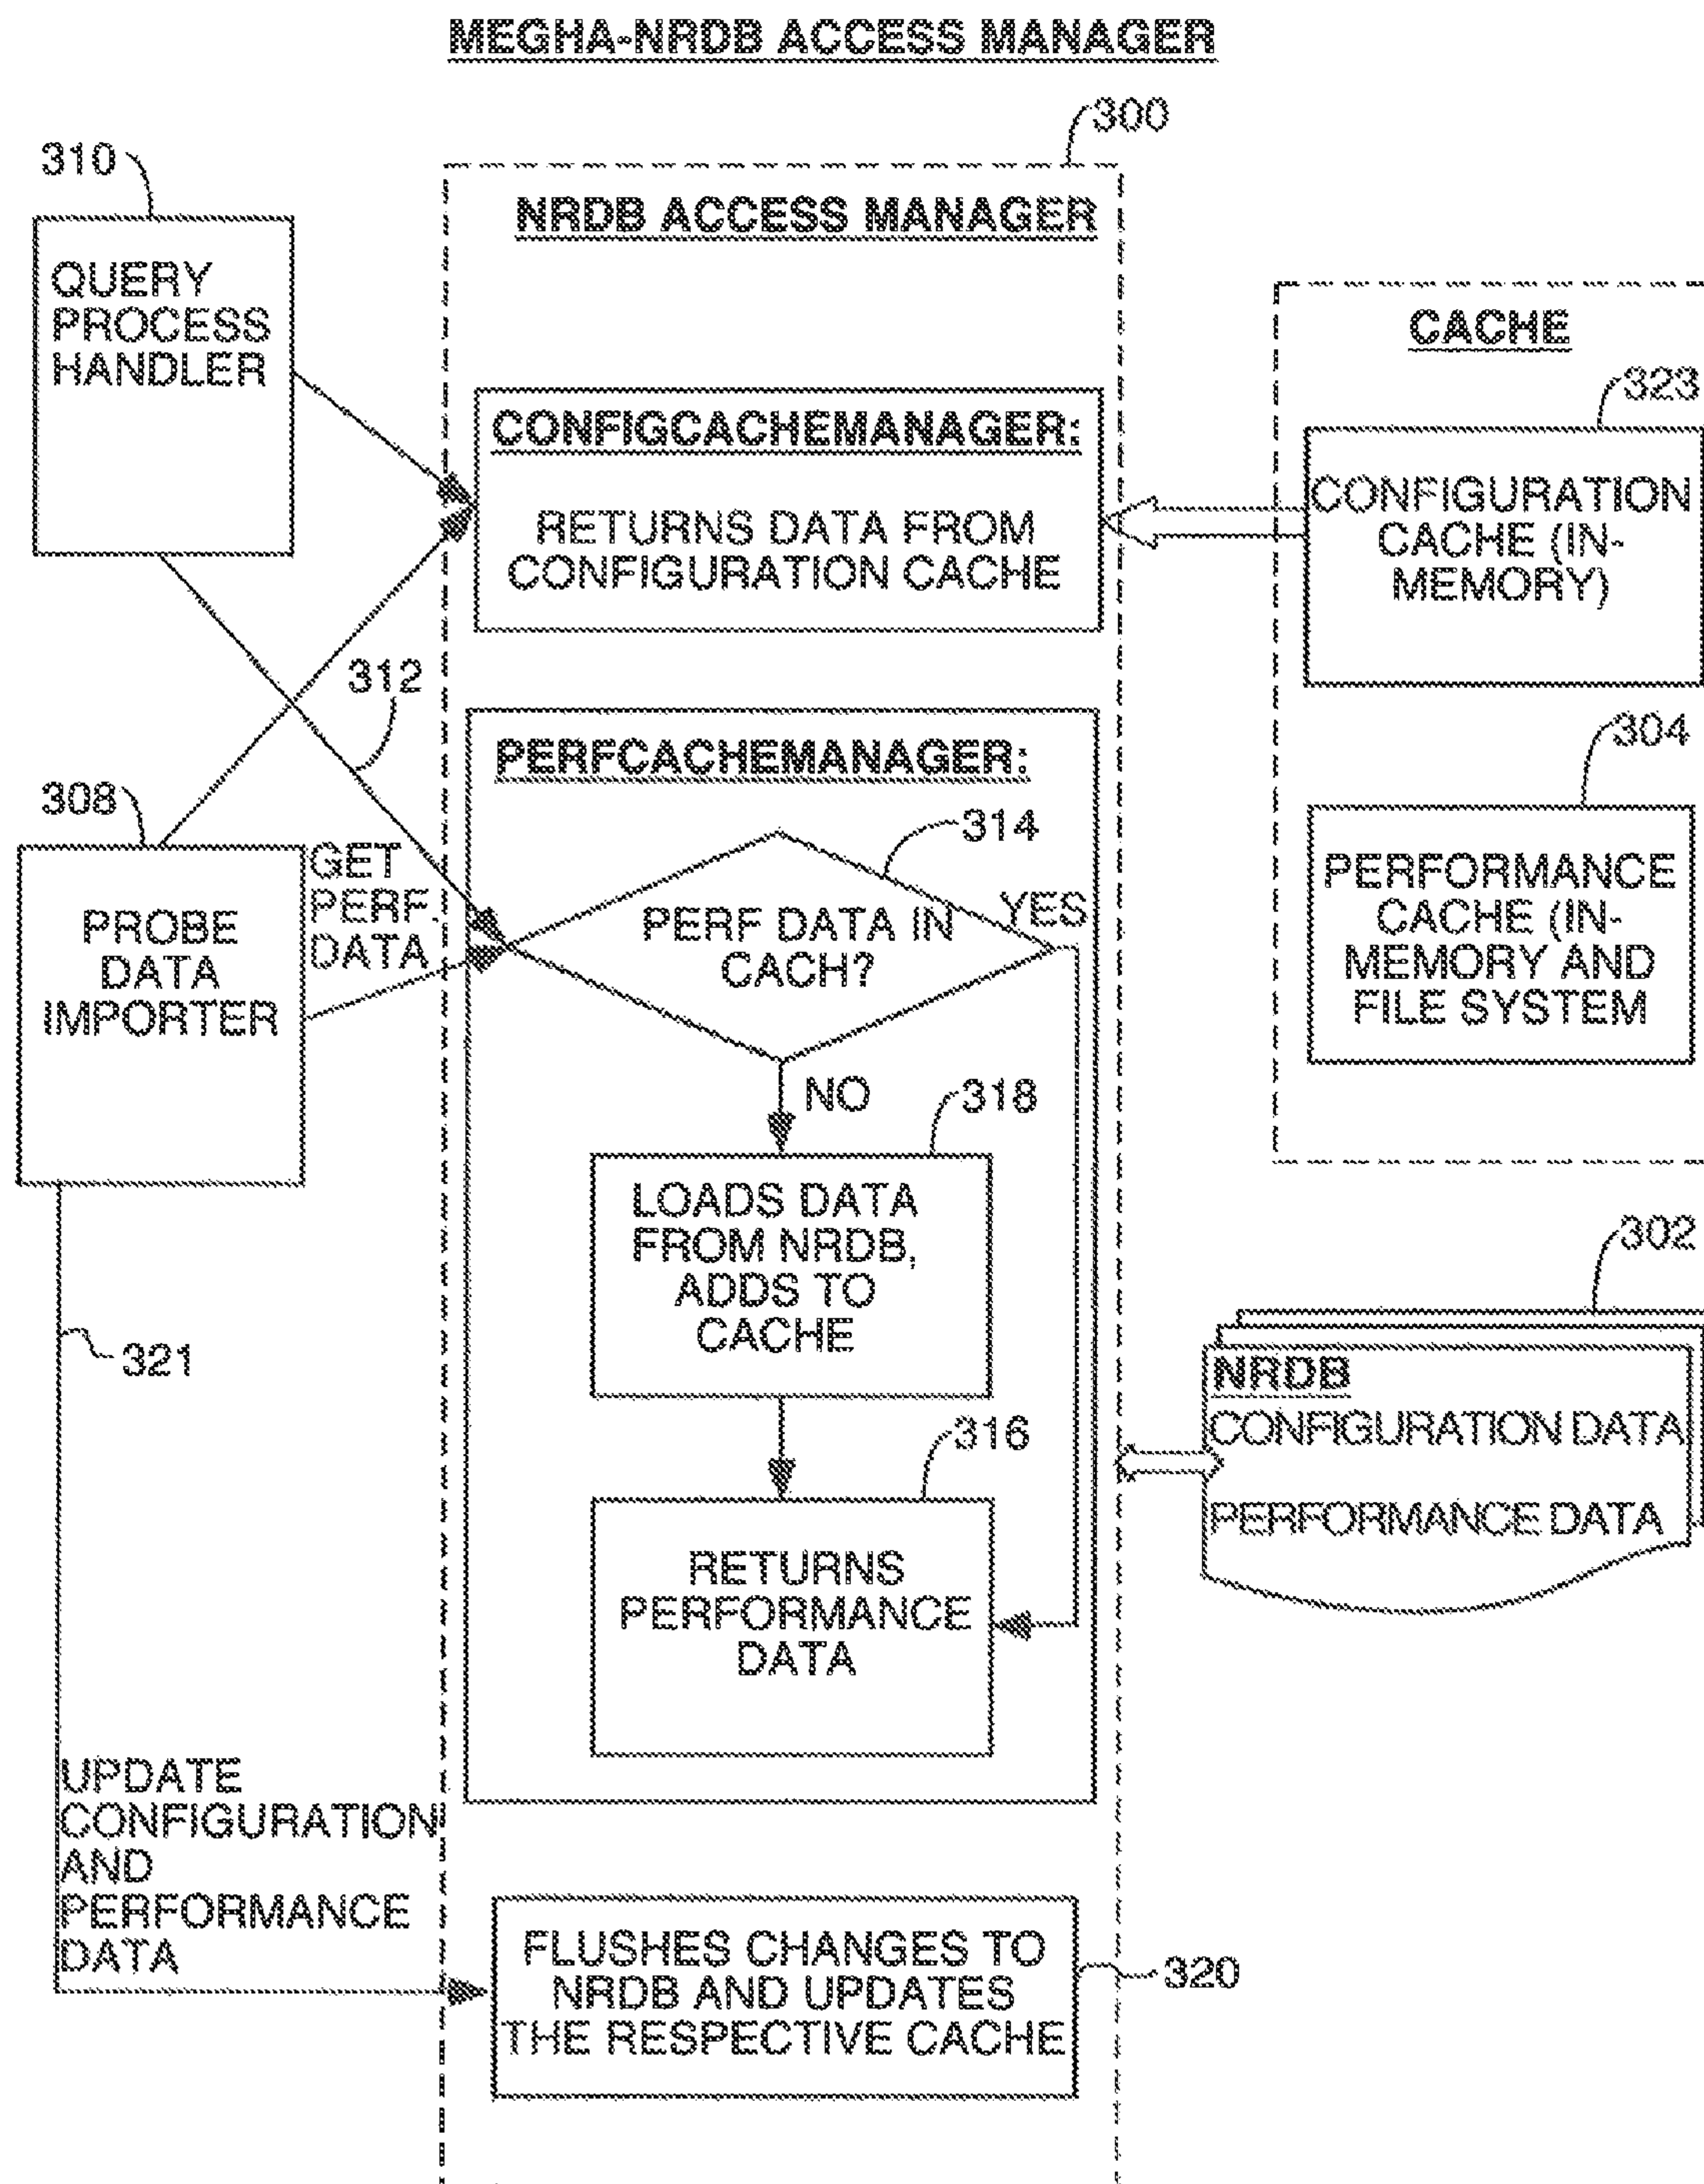 MEGHA-NRDB ACCESS MANAGER
300
310
NRDB ACCESS MANAGER
QUERY
PROCESS
HANDLER
CACHE
323
CONFIGCACHEMANAGER:
RETURNS DATA FROM
CONFIGURATION CACHE
CONFIGURATION
CACHE (IN-
MEMORY)
312
304
PERFCACHEMANAGER:
308
314
GET
PERF.
DATA
PROBE
DATA
IMPORTER
PERF DATA IN
CACH?
YES
PERFORMANCE
CACHE (IN-
MEMORY AND
FILE SYSTEM
NO
318
LOADS DATA
FROM NRDB,
ADDS TO
CACHE
302
321
NRDB
CONFIGURATION DATA
PERFORMANCE DATA
316
RETURNS
PERFORMANCE
DATA
UPDATE
CONFIGURATION
AND
PERFORMANCE
DATA
FLUSHES CHANGES TO
NRDB AND UPDATES
THE RESPECTIVE CACHE
320